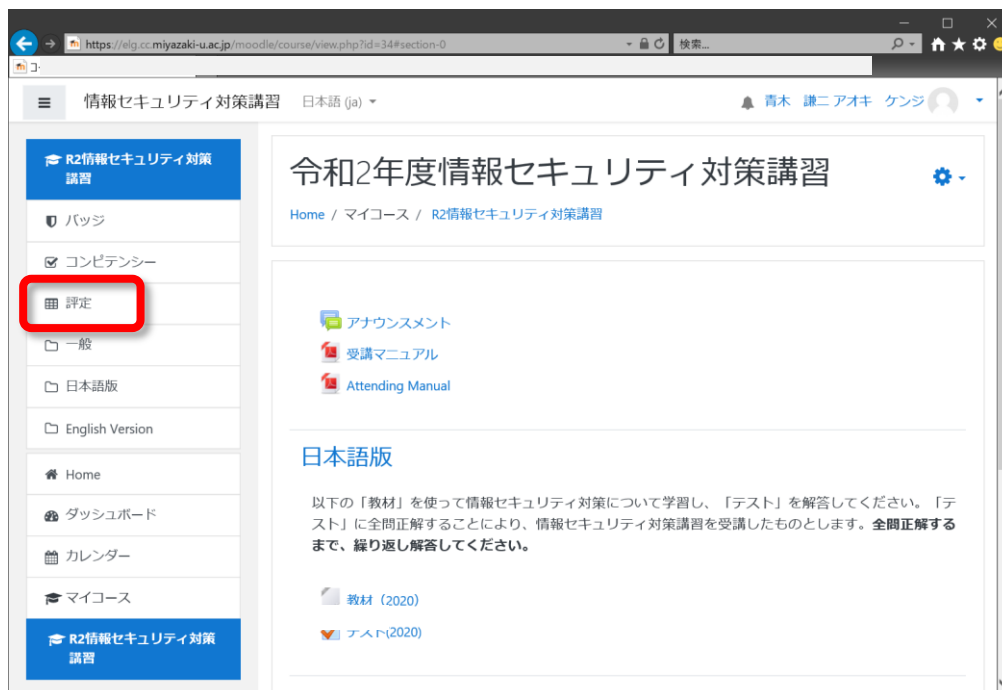 https://elg.cc.miyazaki-u.ac.jp/moodle/course/view.php?id=34#section-0
検索...
情報セキュリティ対策講習 日本語 (ja)
青木 謙二 アオキ ケンジ
R2情報セキュリティ対策
講習
バッジ
コンピテンシー
評定
一般
日本語版
English Version
Home
ダッシュボード
カレンダー
マイコース
R2情報セキュリティ対策
講習
令和2年度情報セキュリティ対策講習
Home / マイコース / R2情報セキュリティ対策講習
アナウンスメント
受講マニュアル
Attending Manual
日本語版
以下の「教材」を使って情報セキュリティ対策について学習し、「テスト」を解答してください。「テ
スト」に全問正解することにより、情報セキュリティ対策講習を受講したものとします。全問正解する
まで、繰り返し解答してください。
教材（2020）
テスト(2020)